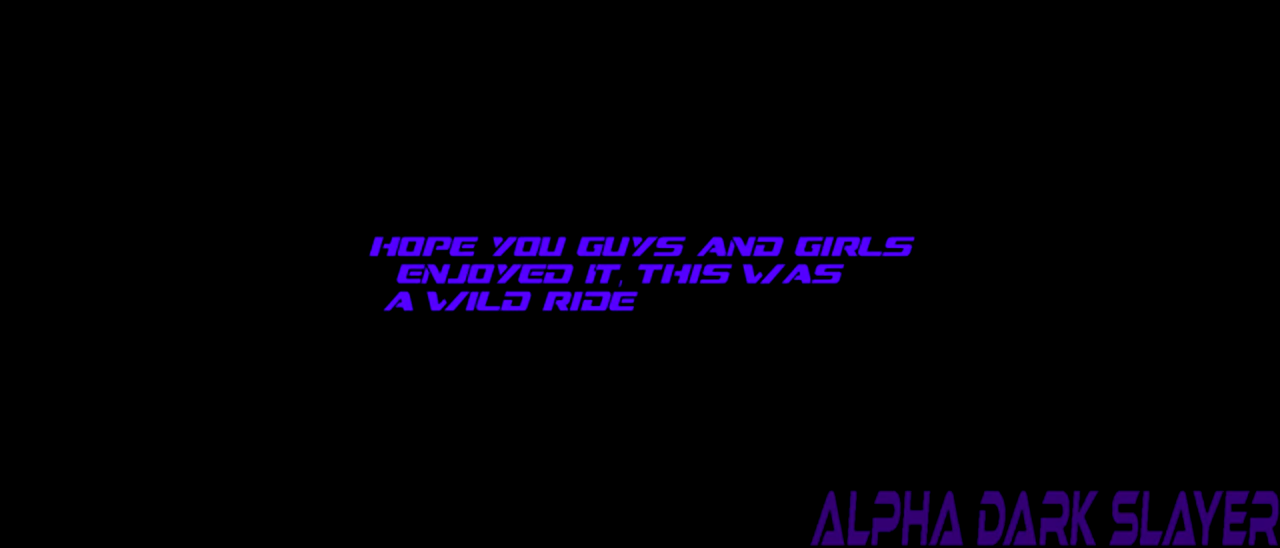 HOPE YOU GUYS AND GIRLS
ENJOYED IT, THIS WAS
A WILD RIDE
ALPHA DARK SLAYER